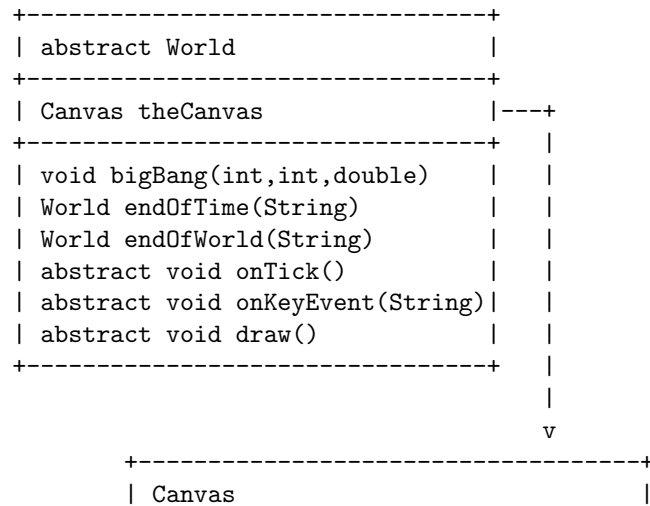 +---------------------------------+
| abstract World                  |
+---------------------------------+
| Canvas theCanvas                |---+
+---------------------------------+   |
| void bigBang(int,int,double)    |   |
| World endOfTime(String)         |   |
| World endOfWorld(String)        |   |
| abstract void onTick()          |   |
| abstract void onKeyEvent(String)|   |
| abstract void draw()            |   |
+---------------------------------+   |
                                      |
                                      v
        +-------------------------------------+
        | Canvas                              |